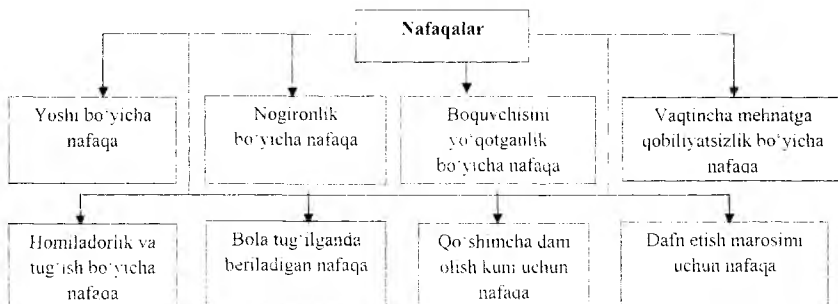 Nafaqalar
Yoshi bo‘yicha
nafaqa
Nogironlik
bo‘yicha nafaqa
Boquvchisini
yo‘qotganlik
bo‘yicha nafaqa
Vaqtincha mehnatga
qobiliyatsizlik bo‘yicha
nafaqa
Homiladorlik va
tug‘ish bo‘yicha
nafaqa
Bola tug‘ilganda
beriladigan nafaqa
Qo‘shimcha dam
olish kuni uchun
nafaqa
Dafn etish marosimi
uchun nafaqa